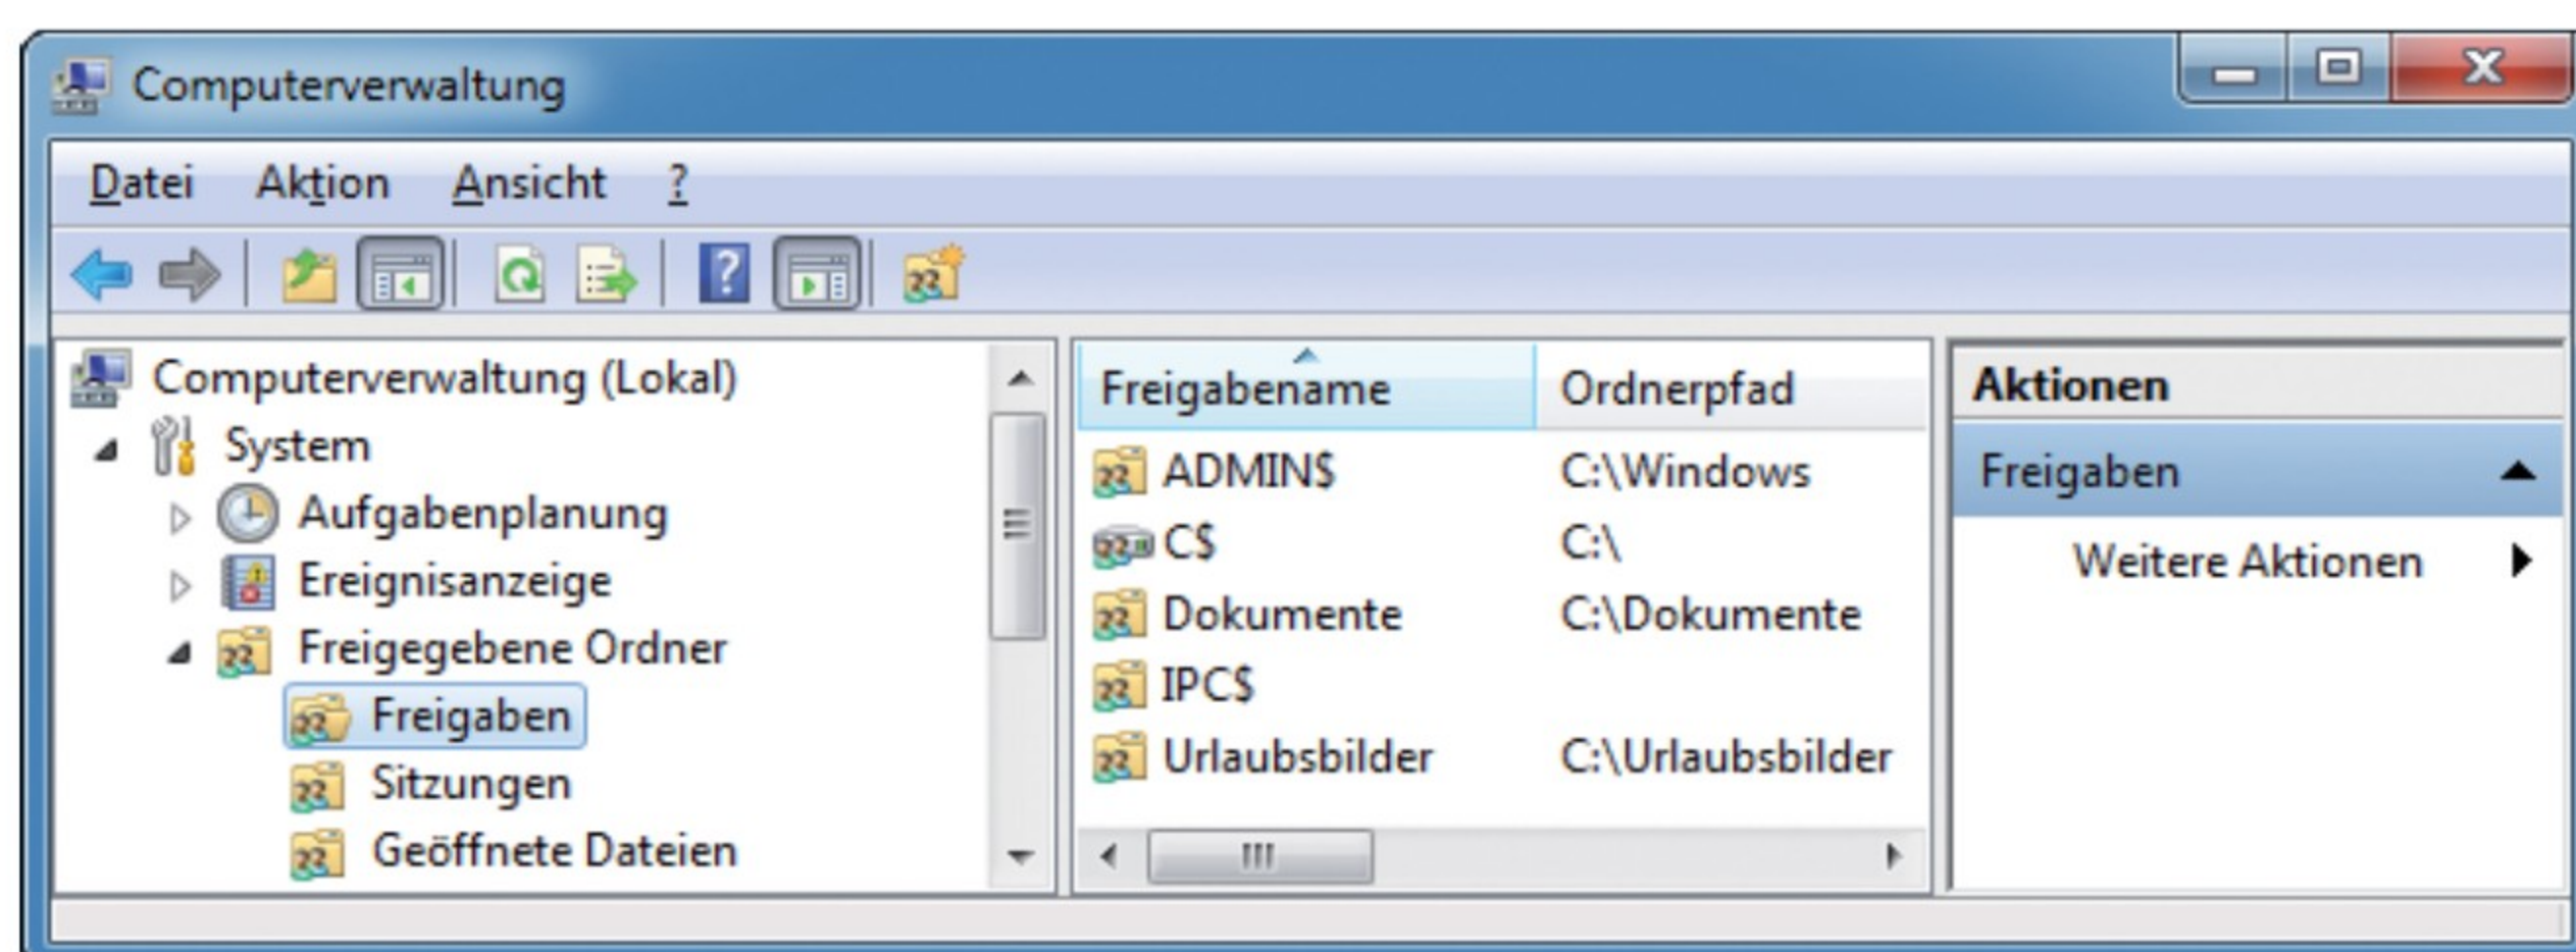 Computerverwaltung
Datei Aktion Ansicht ?
Computerverwaltung (Lokal)
System
Aufgabenplanung
Ereignisanzeige
Freigegebene Ordner
Freigaben
Sitzungen
Geöffnete Dateien
Freigabename Ordnerpfad
ADMIN$ C:\Windows
C$ C:\
Dokumente C:\Dokumente
IPC$
Urlaubsbilder C:\Urlaubsbilder
Aktionen
Freigaben
Weitere Aktionen